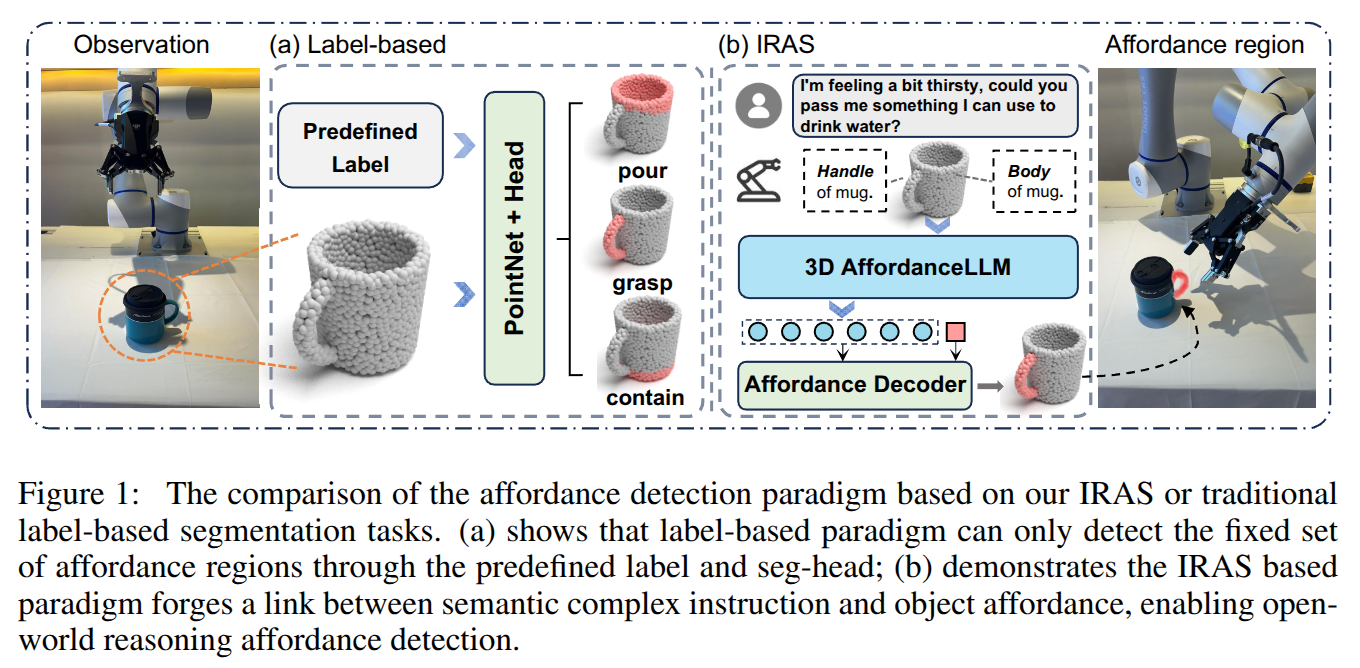 Observation
(a) Label-based
(b) IRAS
Affordance region
Predefined
Label
PointNet + Head
pour
grasp
contain
I'm feeling a bit thirsty, could you
pass me something I can use to
drink water?
Handle
of mug.
Body
of mug.
3D AffordanceLLM
Affordance Decoder
Figure 1: The comparison of the affordance detection paradigm based on our IRAS or traditional
label-based segmentation tasks. (a) shows that label-based paradigm can only detect the fixed set
of affordance regions through the predefined label and seg-head; (b) demonstrates the IRAS based
paradigm forges a link between semantic complex instruction and object affordance, enabling open-
world reasoning affordance detection.